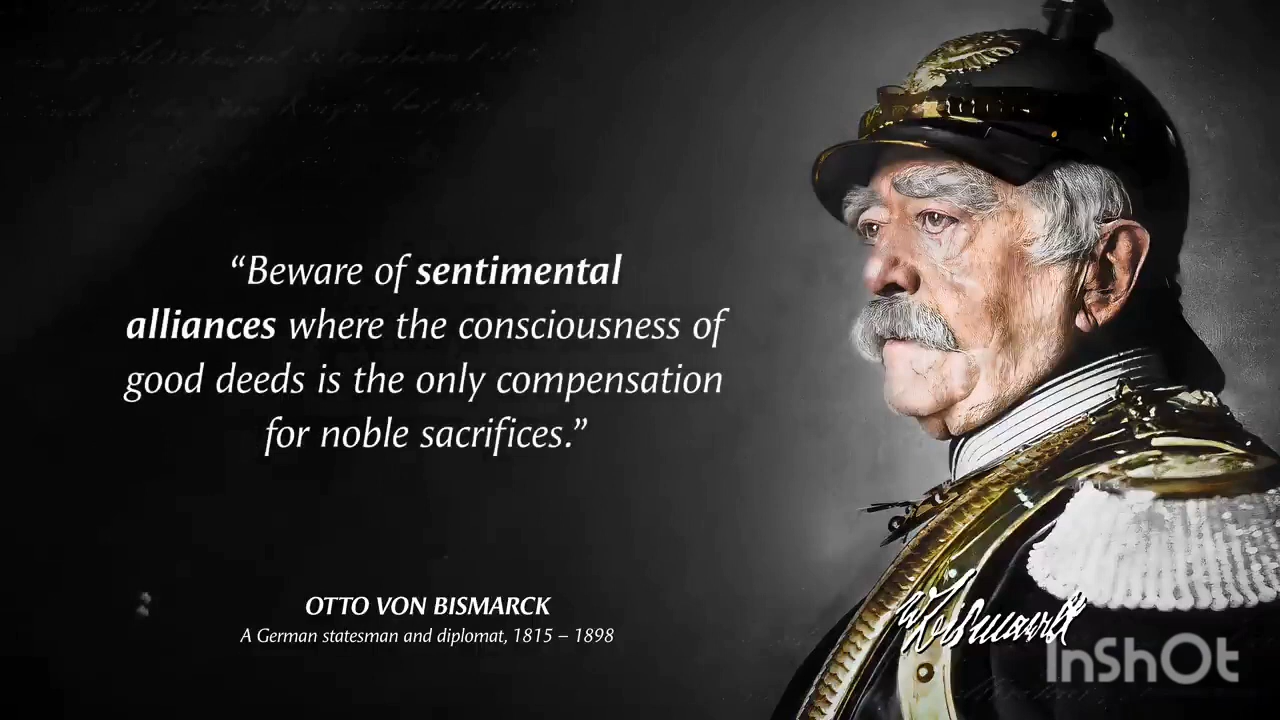 “Beware of sentimental
alliances where the consciousness of
good deeds is the only compensation
for noble sacrifices.”
OTTO VON BISMARCK
A German statesman and diplomat, 1815 – 1898
InShOt